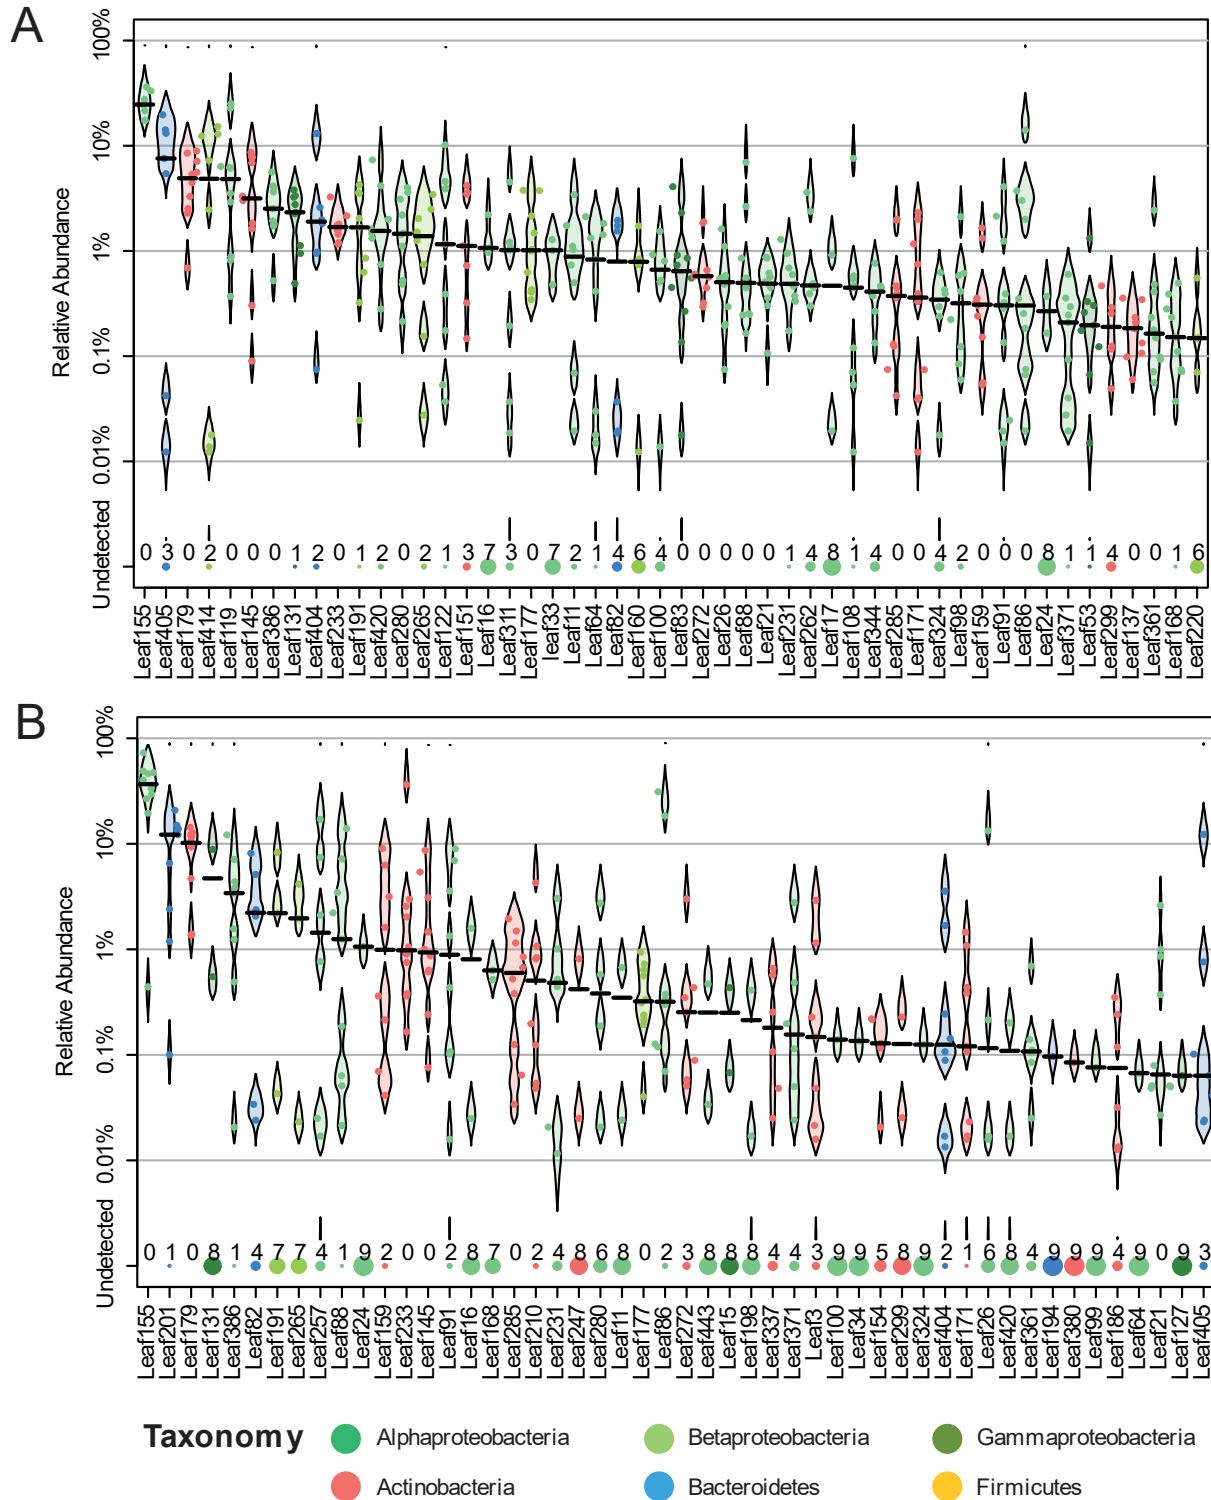 A
100%
10%
1%
0.1%
0.01%
Undetected
Relative Abundance
0 3 0 2 0 0 0 1 2 0 1 2 0 2 1 3 7 3 0 7 2 1 4 6 4 0 0 0 0 0 1 4 8 1 4 0 0 4 2 0 0 0 8 1 1 4 0 0 1 6
Leaf155 Leaf405 Leaf179 Leaf414 Leaf119 Leaf145 Leaf386 Leaf131 Leaf404 Leaf233 Leaf191 Leaf420 Leaf280 Leaf265 Leaf122 Leaf151 Leaf16 Leaf311 Leaf177 leaf33 Leaf11 Leaf64 Leaf82 Leaf160 Leaf100 Leaf83 Leaf272 Leaf26 Leaf88 Leaf21 Leaf231 Leaf262 Leaf17 Leaf108 Leaf344 Leaf285 Leaf171 Leaf324 Leaf98 Leaf159 Leaf91 Leaf86 Leaf24 Leaf371 Leaf53 Leaf299 Leaf137 Leaf361 Leaf168 Leaf220
B
100%
10%
1%
0.1%
0.01%
Undetected
Relative Abundance
0 1 0 8 1 4 7 7 4 1 9 2 0 0 2 8 7 0 2 4 8 6 8 0 2 3 8 8 8 4 4 3 9 9 5 8 9 2 1 6 8 4 9 9 9 4 9 0 9 3
Leaf155 Leaf201 Leaf179 Leaf131 Leaf386 Leaf82 Leaf191 Leaf265 Leaf257 Leaf88 Leaf24 Leaf159 Leaf233 Leaf145 Leaf91 Leaf16 Leaf168 Leaf285 Leaf210 Leaf231 Leaf247 Leaf280 Leaf11 Leaf177 Leaf86 Leaf272 Leaf443 Leaf15 Leaf198 Leaf337 Leaf371 Leaf3 Leaf100 Leaf34 Leaf154 Leaf299 Leaf324 Leaf404 Leaf171 Leaf26 Leaf420 Leaf361 Leaf194 Leaf380 Leaf99 Leaf186 Leaf64 Leaf21 Leaf127 Leaf405
Taxonomy Alphaproteobacteria Betaproteobacteria Gammaproteobacteria
Actinobacteria Bacteroidetes Firmicutes